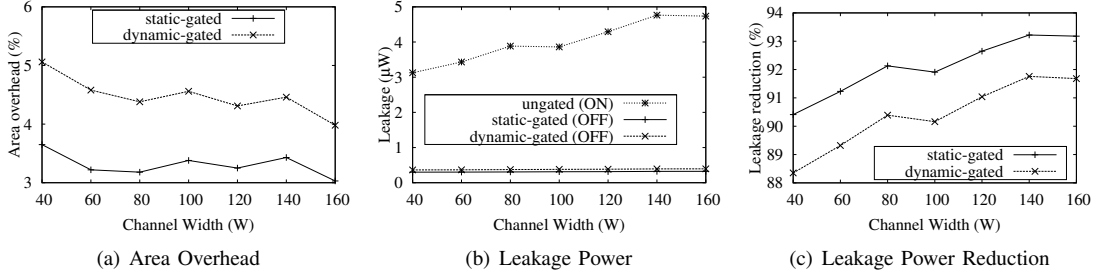 6
5
4
3
Area overhead (%)
static-gated
dynamic-gated
40 60 80 100 120 140 160
Channel Width (W)
(a) Area Overhead
5
4
3
2
1
0
Leakage (µW)
ungated (ON)
static-gated (OFF)
dynamic-gated (OFF)
40 60 80 100 120 140 160
Channel Width (W)
(b) Leakage Power
94
93
92
91
90
89
88
Leakage reduction (%)
static-gated
dynamic-gated
40 60 80 100 120 140 160
Channel Width (W)
(c) Leakage Power Reduction